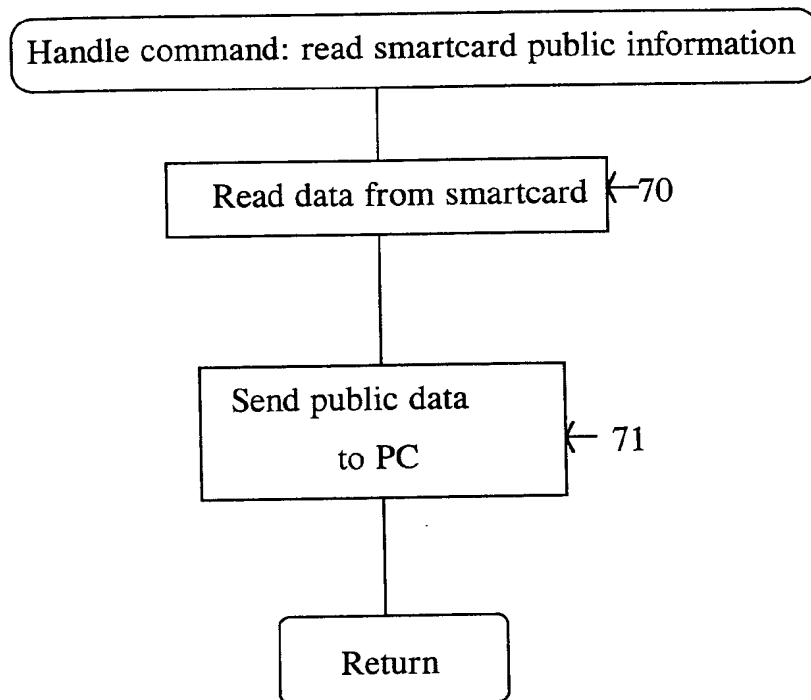 Handle command: read smartcard public information
Read data from smartcard
70
Send public data
to PC
71
Return